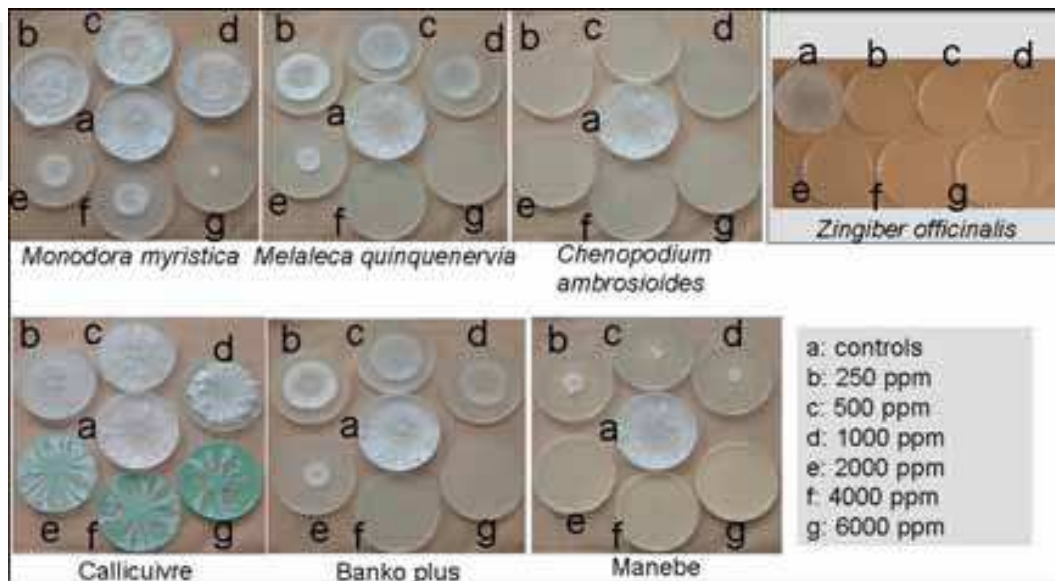 b c d
a
e f g
Monodora myristica
b c d
a
e f g
Melaleca quinquenervia
b c d
a
e f g
Chenopodium
ambrosioides
a b c d
e f g
Zingiber officinalis
b c d
a
e f g
Callicuivre
b c d
a
e f g
Banko plus
b c d
a
e f g
Manebe
a: controls
b: 250 ppm
c: 500 ppm
d: 1000 ppm
e: 2000 ppm
f: 4000 ppm
g: 6000 ppm